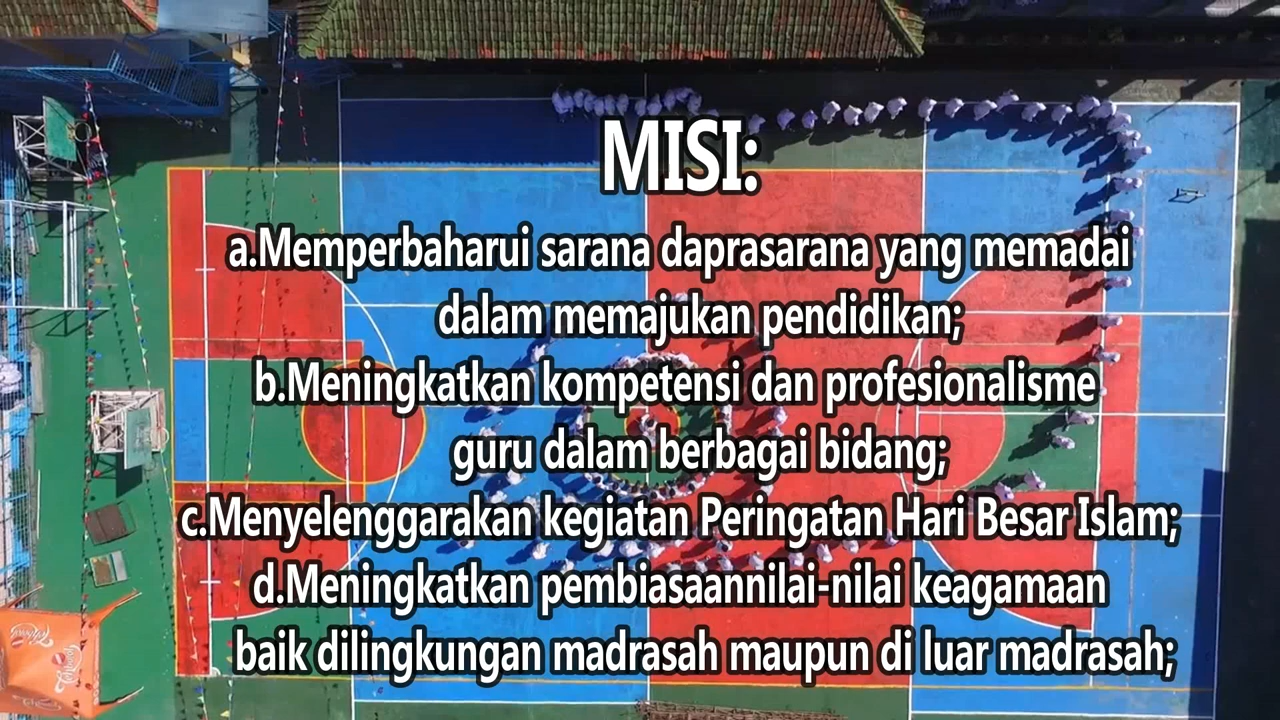 MISI:
a.Memperbaharui sarana daprasarana yang memadai
dalam memajukan pendidikan;
b.Meningkatkan kompetensi dan profesionalisme
guru dalam berbagai bidang;
c.Menyelenggarakan kegiatan Peringatan Hari Besar Islam;
d.Meningkatkan pembiasaannilai-nilai keagamaan
baik dilingkungan madrasah maupun di luar madrasah;